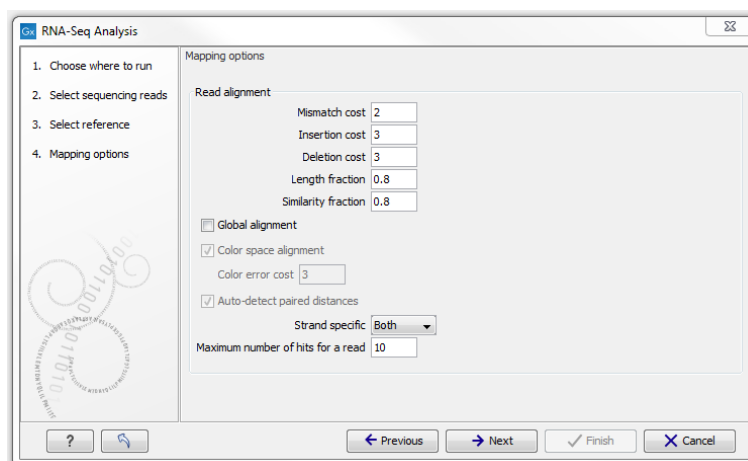 Gx RNA-Seq Analysis
1. Choose where to run
2. Select sequencing reads
3. Select reference
4. Mapping options
Mapping options
Read alignment
Mismatch cost 2
Insertion cost 3
Deletion cost 3
Length fraction 0.8
Similarity fraction 0.8
Global alignment
Color space alignment
Color error cost 3
Auto-detect paired distances
Strand specific Both
Maximum number of hits for a read 10
? Previous Next Finish Cancel